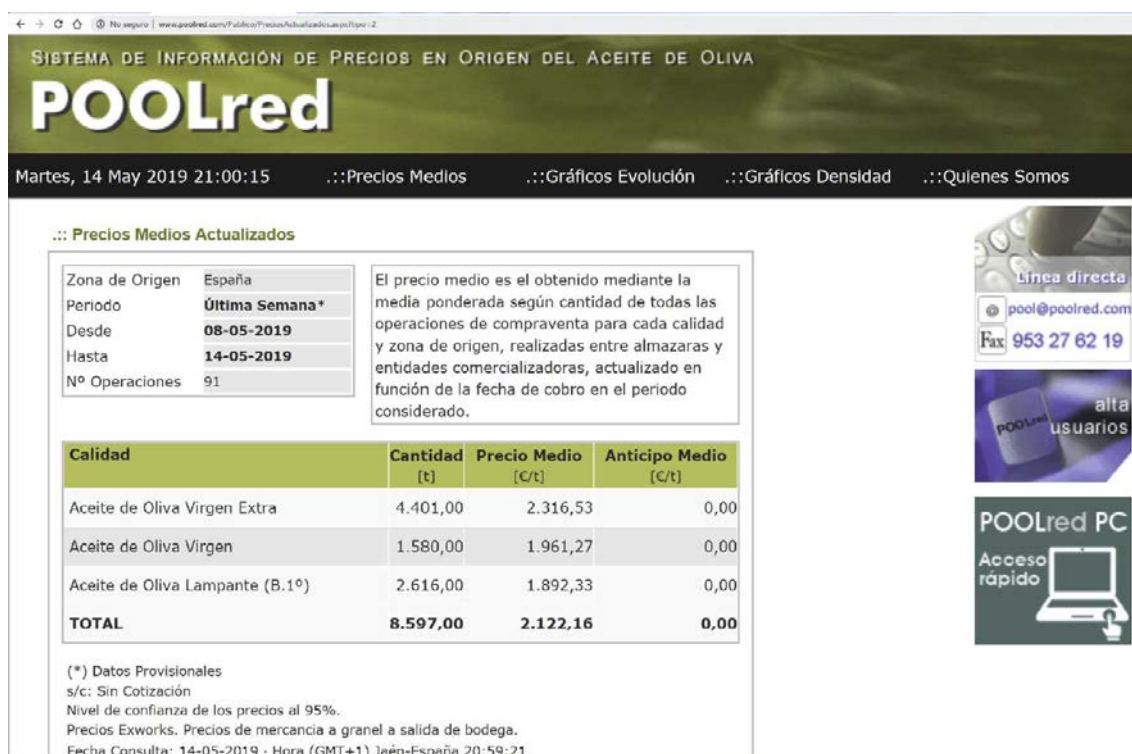 No seguro | www.poolred.com/Publico/PreciosActualizados.aspx?tipo=2
SISTEMA DE INFORMACIÓN DE PRECIOS EN ORIGEN DEL ACEITE DE OLIVA
POOLred
Martes, 14 May 2019 21:00:15 .::Precios Medios .::Gráficos Evolución .::Gráficos Densidad .::Quienes Somos
.:: Precios Medios Actualizados
Zona de Origen España
Periodo Última Semana*
Desde 08-05-2019
Hasta 14-05-2019
Nº Operaciones 91
El precio medio es el obtenido mediante la
media ponderada según cantidad de todas las
operaciones de compraventa para cada calidad
y zona de origen, realizadas entre almazaras y
entidades comercializadoras, actualizado en
función de la fecha de cobro en el periodo
considerado.
Calidad Cantidad Precio Medio Anticipo Medio
[t] [€/t] [€/t]
Aceite de Oliva Virgen Extra 4.401,00 2.316,53 0,00
Aceite de Oliva Virgen 1.580,00 1.961,27 0,00
Aceite de Oliva Lampante (B.1º) 2.616,00 1.892,33 0,00
TOTAL 8.597,00 2.122,16 0,00
(*) Datos Provisionales
s/c: Sin Cotización
Nivel de confianza de los precios al 95%.
Precios Exworks. Precios de mercancia a granel a salida de bodega.
Fecha Consulta: 14-05-2019 · Hora (GMT+1) Jaén-España 20:59:21
Línea directa
@ pool@poolred.com
Fax 953 27 62 19
POOLred
alta
usuarios
POOLred PC
Acceso
rápido